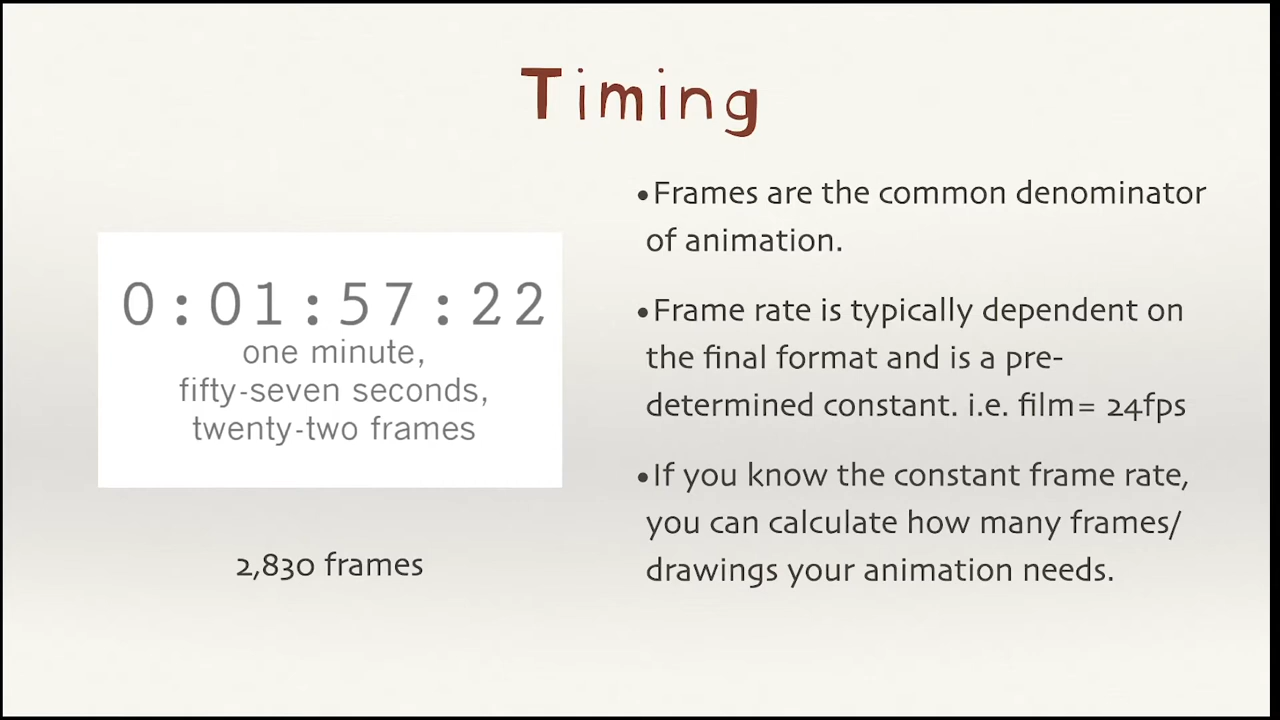 Timing
0:01:57:22
one minute,
fifty-seven seconds,
twenty-two frames
2,830 frames
•Frames are the common denominator
of animation.
•Frame rate is typically dependent on
the final format and is a pre-
determined constant. i.e. film= 24fps
•If you know the constant frame rate,
you can calculate how many frames/
drawings your animation needs.